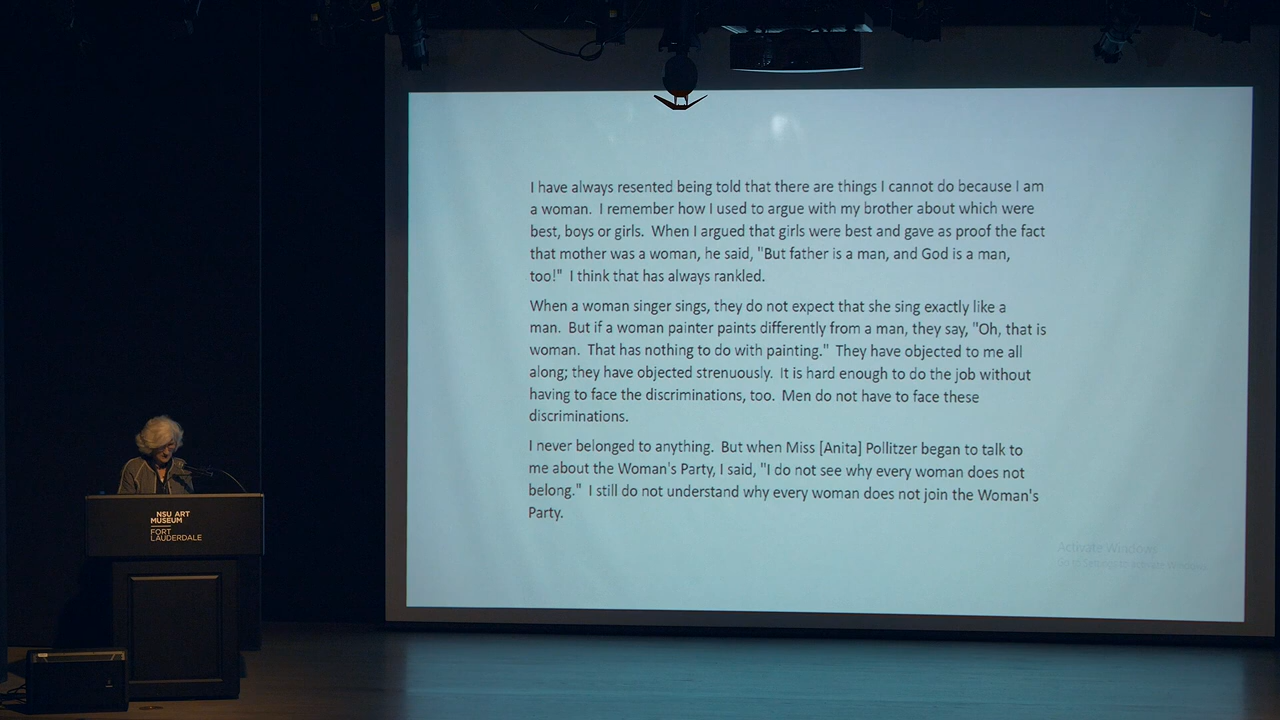 I have always resented being told that there are things I cannot do because I am
a woman.  I remember how I used to argue with my brother about which were
best, boys or girls.  When I argued that girls were best and gave as proof the fact
that mother was a woman, he said, "But father is a man, and God is a man,
too!"  I think that has always rankled.
When a woman singer sings, they do not expect that she sing exactly like a
man.  But if a woman painter paints differently from a man, they say, "Oh, that is
woman.  That has nothing to do with painting."  They have objected to me all
along; they have objected strenuously.  It is hard enough to do the job without
having to face the discriminations, too.  Men do not have to face these
discriminations.
I never belonged to anything.  But when Miss [Anita] Pollitzer began to talk to
me about the Woman's Party, I said, "I do not see why every woman does not
belong."  I still do not understand why every woman does not join the Woman's
Party.
Activate Windows
Go to Settings to activate Windows.
NSU ART
MUSEUM
FORT
LAUDERDALE